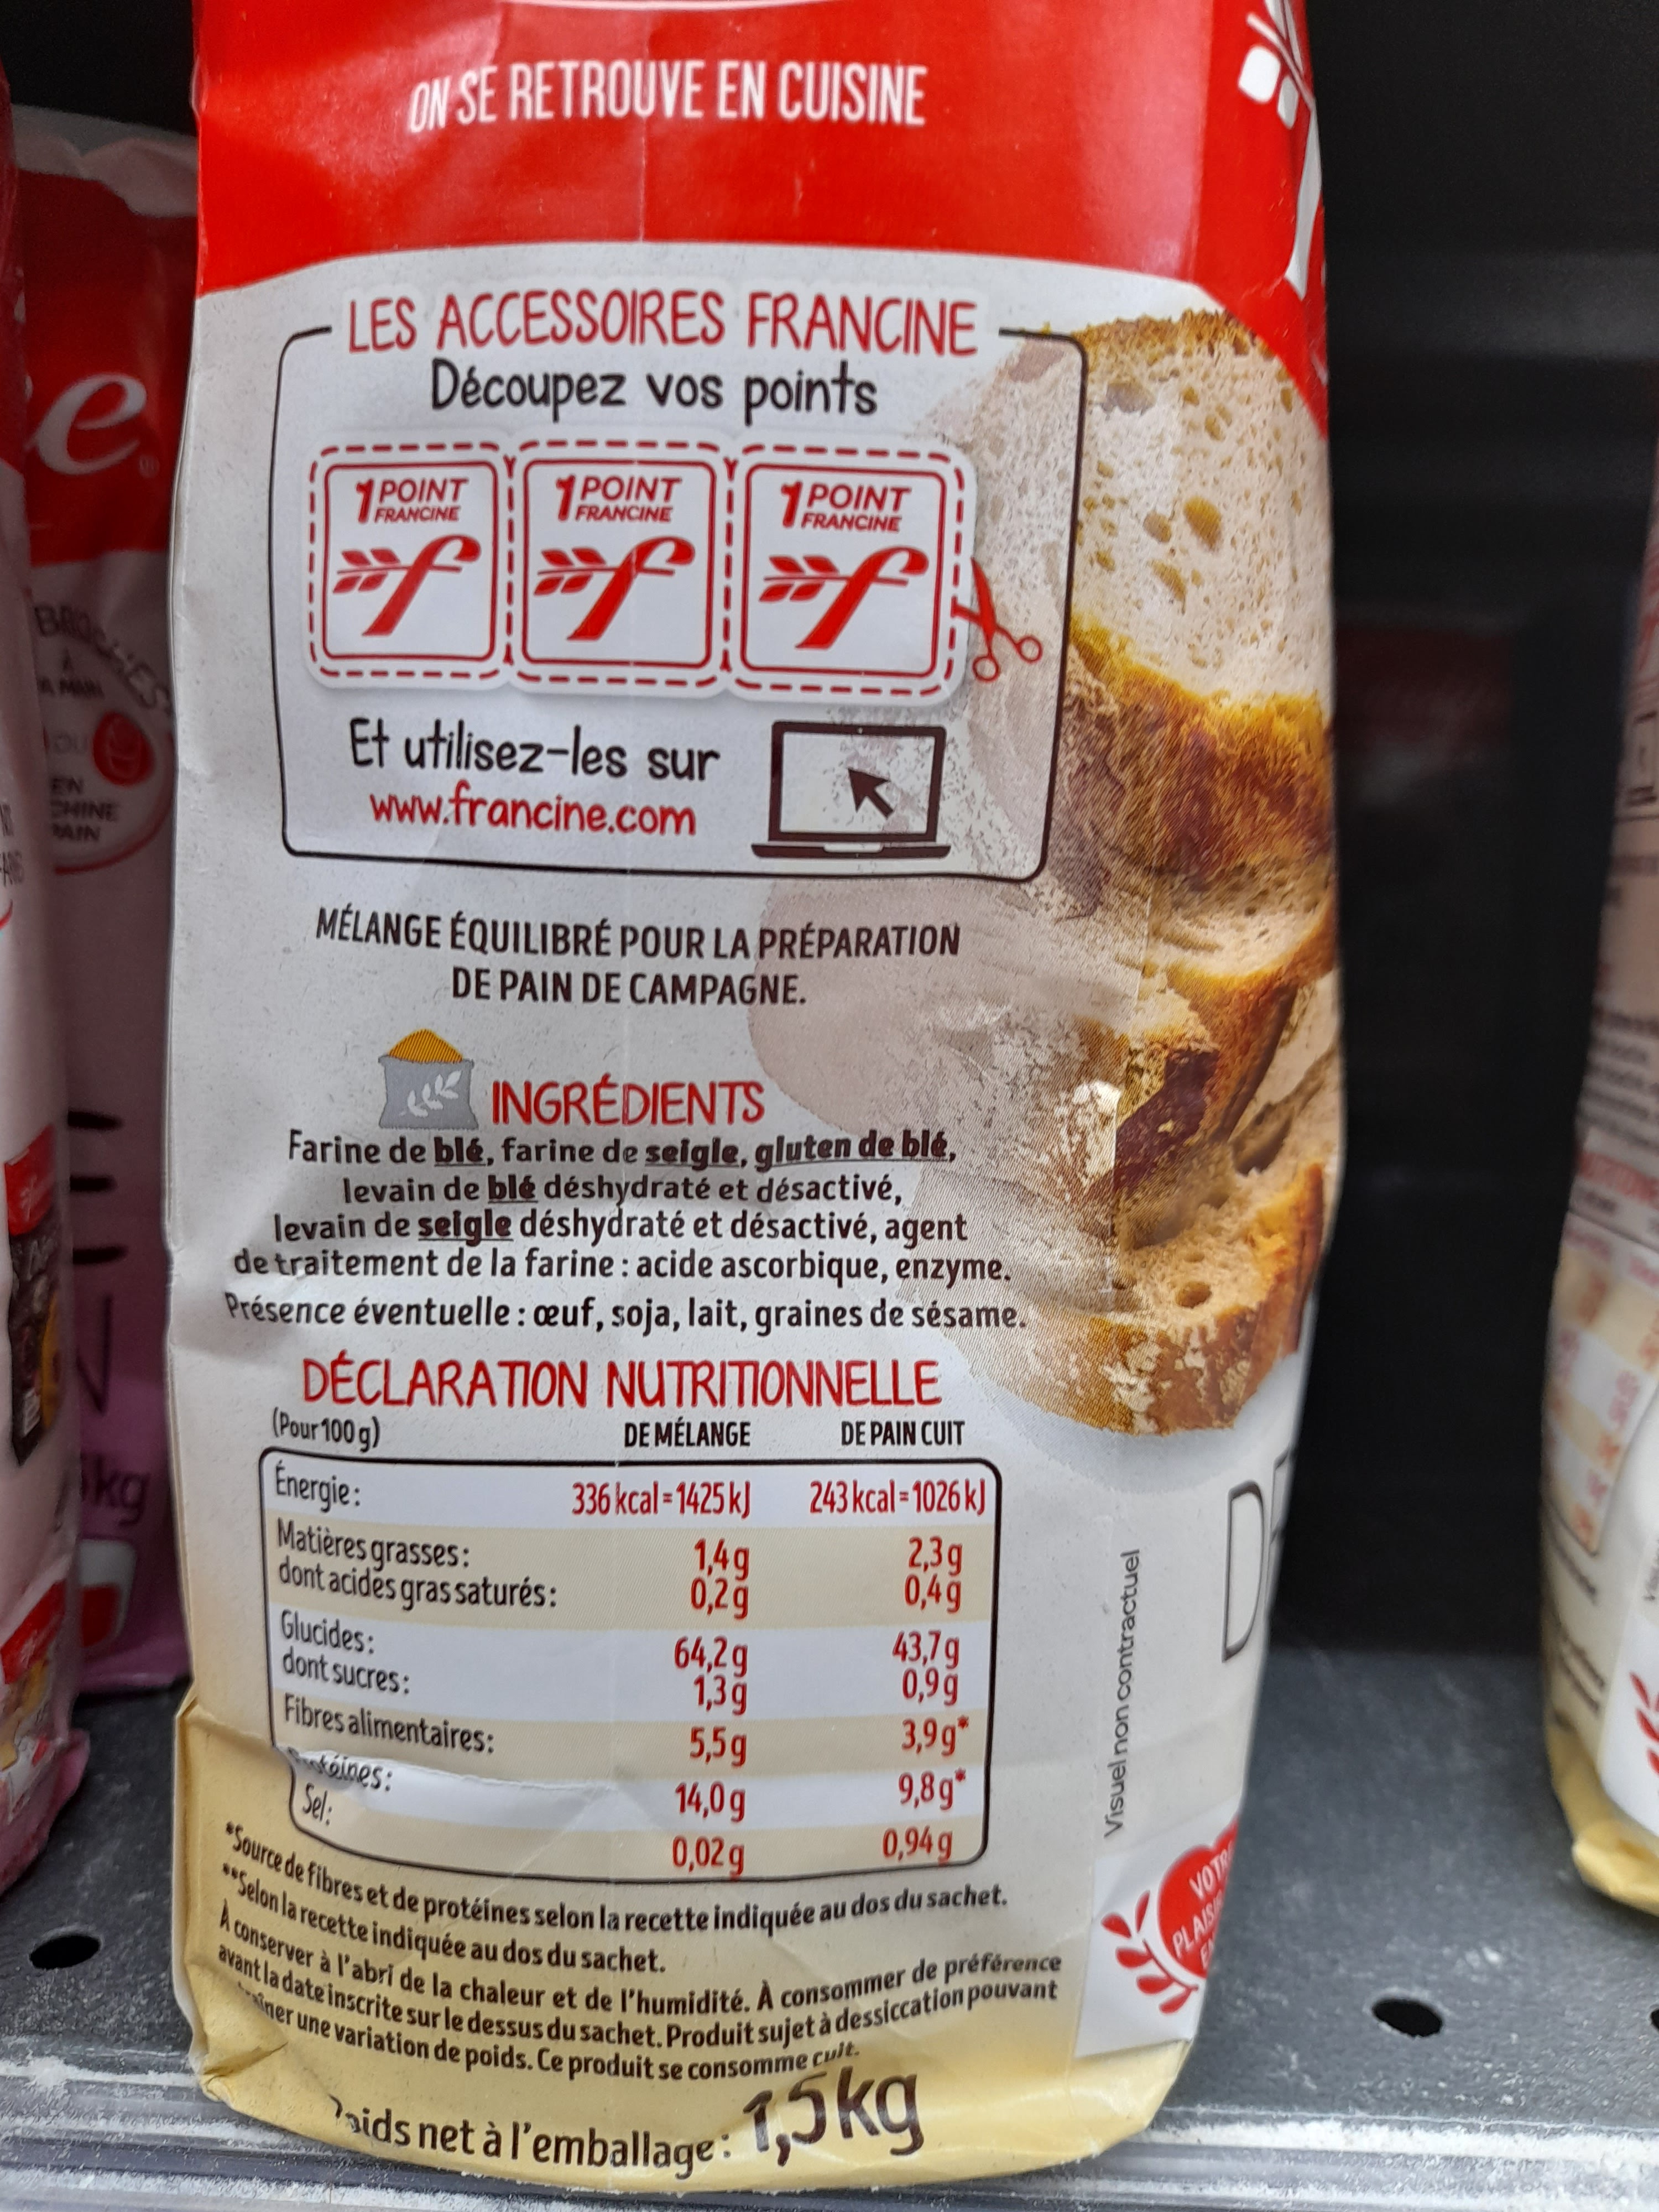 ON SE RETROUVE EN CUISINE
LES ACCESSOIRES FRANCINE
Découpez vos points
1 POINT FRANCINE
1 POINT FRANCINE
1 POINT FRANCINE
Et utilisez-les sur
www.francine.com
MÉLANGE ÉQUILIBRÉ POUR LA PRÉPARATION
DE PAIN DE CAMPAGNE.
INGRÉDIENTS
Farine de blé, farine de seigle, gluten de blé,
levain de blé déshydraté et désactivé,
levain de seigle déshydraté et désactivé, agent
de traitement de la farine : acide ascorbique, enzyme.
Présence éventuelle : œuf, soja, lait, graines de sésame.
DÉCLARATION NUTRITIONNELLE
(Pour 100 g) DE MÉLANGE DE PAIN CUIT
Énergie: 336 kcal = 1425 kJ 243 kcal = 1026 kJ
Matières grasses: 1,4 g 2,3 g
dont acides gras saturés: 0,2 g 0,4 g
Glucides: 64,2 g 43,7 g
dont sucres: 1,3 g 0,9 g
Fibres alimentaires: 5,5 g 3,9 g*
téines: 14,0 g 9,8 g*
Sel: 0,02 g 0,94 g
*Source de fibres et de protéines selon la recette indiquée au dos du sachet.
**Selon la recette indiquée au dos du sachet.
À conserver à l'abri de la chaleur et de l'humidité. À consommer de préférence
avant la date inscrite sur le dessus du sachet. Produit sujet à dessiccation pouvant
aîner une variation de poids. Ce produit se consomme cuit.
Poids net à l'emballage : 1,5kg
Visuel non contractuel
VOTR
PLAIS
e
EN
kg